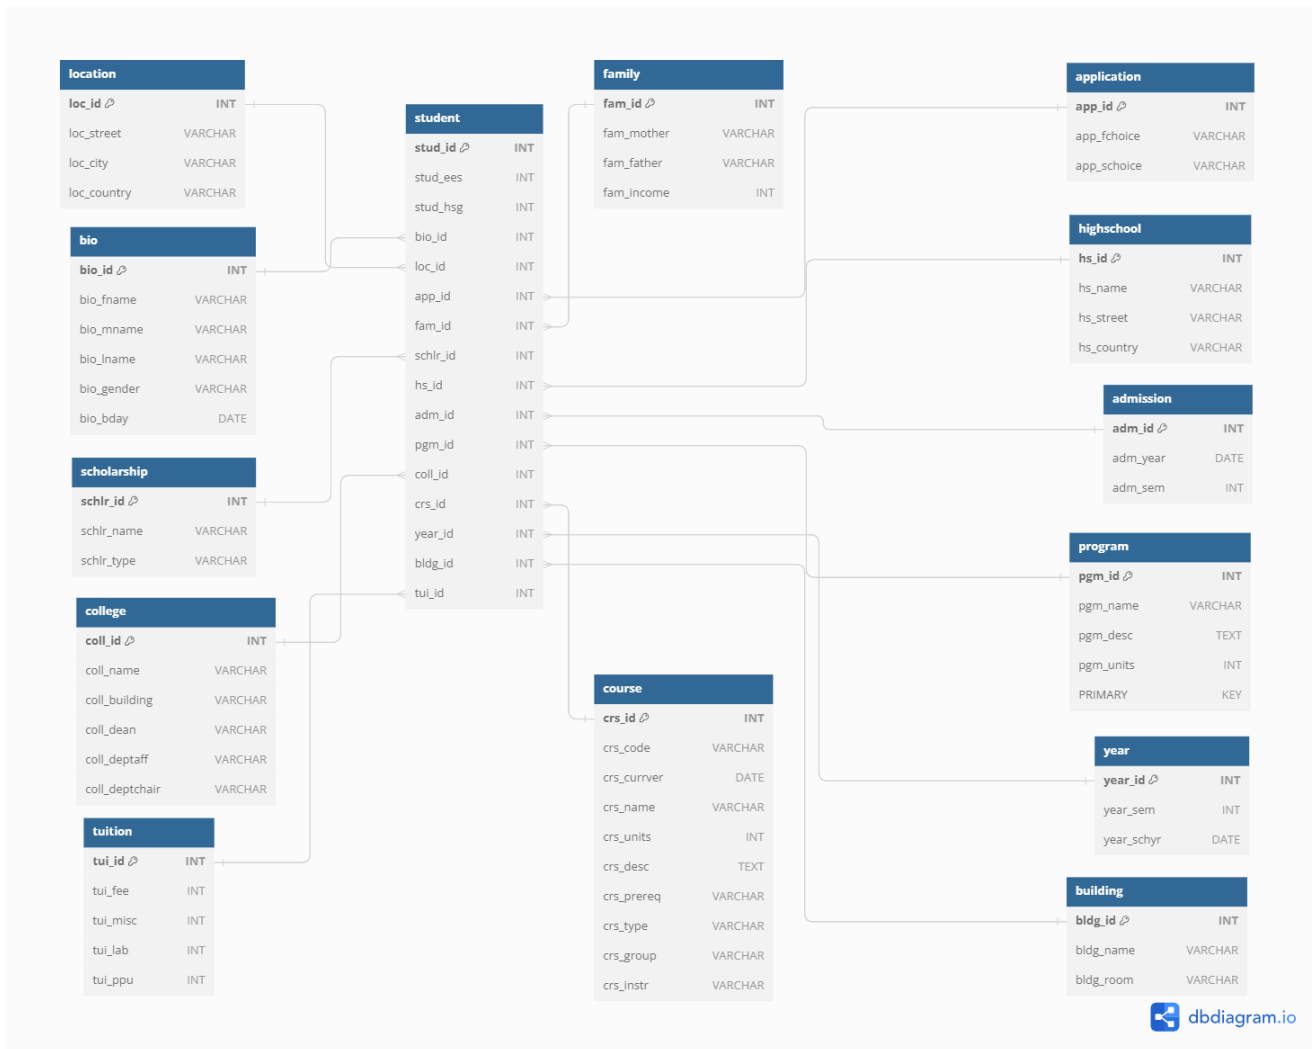 location
loc_id INT
loc_street VARCHAR
loc_city VARCHAR
loc_country VARCHAR
bio
bio_id INT
bio_fname VARCHAR
bio_mname VARCHAR
bio_lname VARCHAR
bio_gender VARCHAR
bio_bday DATE
scholarship
schlr_id INT
schlr_name VARCHAR
schlr_type VARCHAR
college
coll_id INT
coll_name VARCHAR
coll_building VARCHAR
coll_dean VARCHAR
coll_deptaff VARCHAR
coll_deptchair VARCHAR
tuition
tui_id INT
tui_fee INT
tui_misc INT
tui_lab INT
tui_ppu INT
student
stud_id INT
stud_ees INT
stud_hsg INT
bio_id INT
loc_id INT
app_id INT
fam_id INT
schlr_id INT
hs_id INT
adm_id INT
pgm_id INT
coll_id INT
crs_id INT
year_id INT
bldg_id INT
tui_id INT
family
fam_id INT
fam_mother VARCHAR
fam_father VARCHAR
fam_income INT
course
crs_id INT
crs_code VARCHAR
crs_currver DATE
crs_name VARCHAR
crs_units INT
crs_desc TEXT
crs_prereq VARCHAR
crs_type VARCHAR
crs_group VARCHAR
crs_instr VARCHAR
application
app_id INT
app_fchoice VARCHAR
app_schoice VARCHAR
highschool
hs_id INT
hs_name VARCHAR
hs_street VARCHAR
hs_country VARCHAR
admission
adm_id INT
adm_year DATE
adm_sem INT
program
pgm_id INT
pgm_name VARCHAR
pgm_desc TEXT
pgm_units INT
PRIMARY KEY
year
year_id INT
year_sem INT
year_schyr DATE
building
bldg_id INT
bldg_name VARCHAR
bldg_room VARCHAR
dbdiagram.io